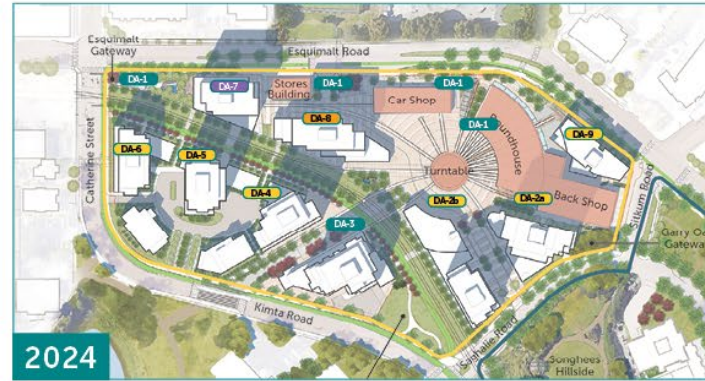 Esquimalt
Gateway
Esquimalt Road
DA-1
DA-7
Stores
Building
DA-1
DA-1
Car Shop
DA-8
DA-1
Roundhouse
DA-9
Catherine Street
DA-6
DA-5
Turntable
DA-4
DA-2b
DA-2a
Back Shop
Sitkum Road
DA-3
Garry Oak
Gateway
Kimta Road
Saghalie Road
Songhees
Hillside
2024